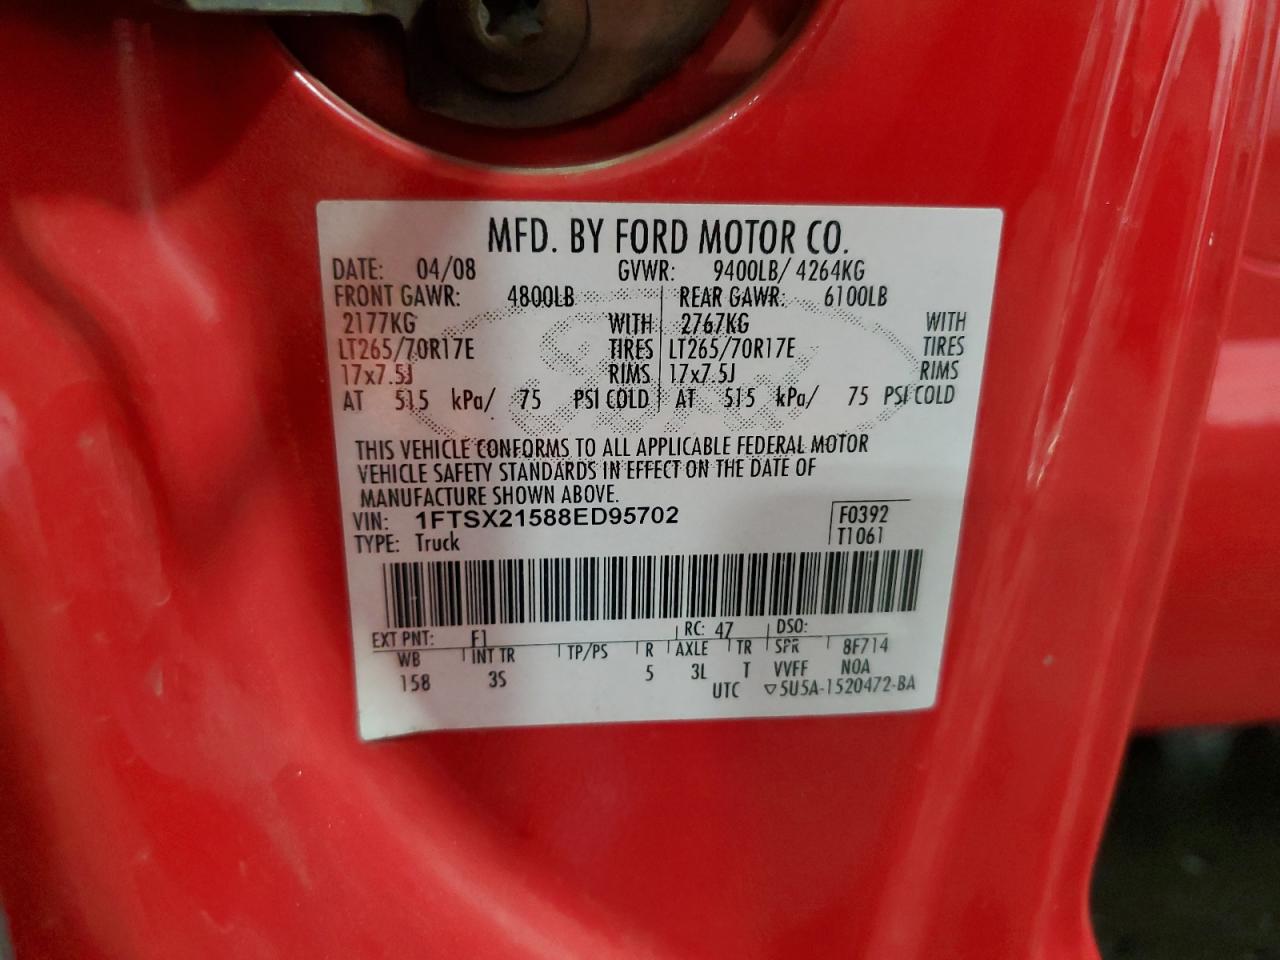 MFD. BY FORD MOTOR CO.
DATE: 04/08 GVWR: 9400LB/ 4264KG
FRONT GAWR: 4800LB REAR GAWR: 6100LB
2177KG WITH 2767KG WITH
LT265/70R17E TIRES LT265/70R17E TIRES
17x7.5J RIMS 17x7.5J RIMS
AT 515 kPa/ 75 PSI COLD AT 515 kPa/ 75 PSI COLD
THIS VEHICLE CONFORMS TO ALL APPLICABLE FEDERAL MOTOR
VEHICLE SAFETY STANDARDS IN EFFECT ON THE DATE OF
MANUFACTURE SHOWN ABOVE.
VIN: 1FTSX21588ED95702 F0392
TYPE: Truck T1061
EXT PNT: F1 RC: 47 DSO:
WB INT TR TP/PS R AXLE TR SPR 8F714
158 3S 5 3L T VVFF NOA
UTC ▽5U5A-1520472-BA